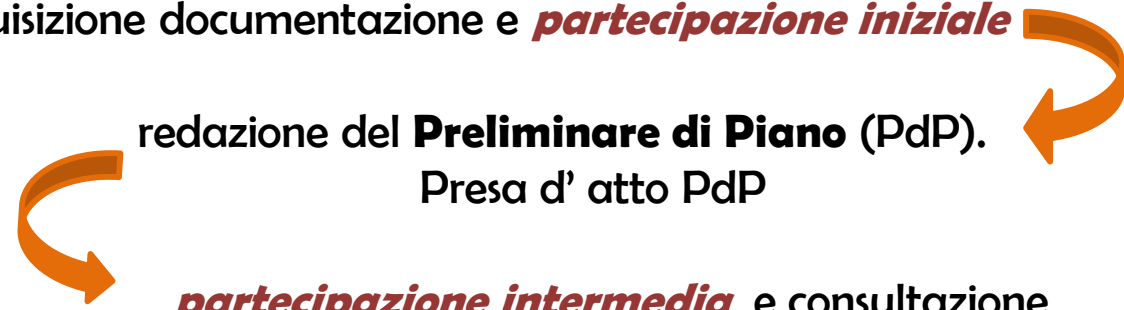 uisizione documentazione e partecipazione iniziale
redazione del Preliminare di Piano (PdP).
Presa d' atto PdP
partecipazione intermedia e consultazione